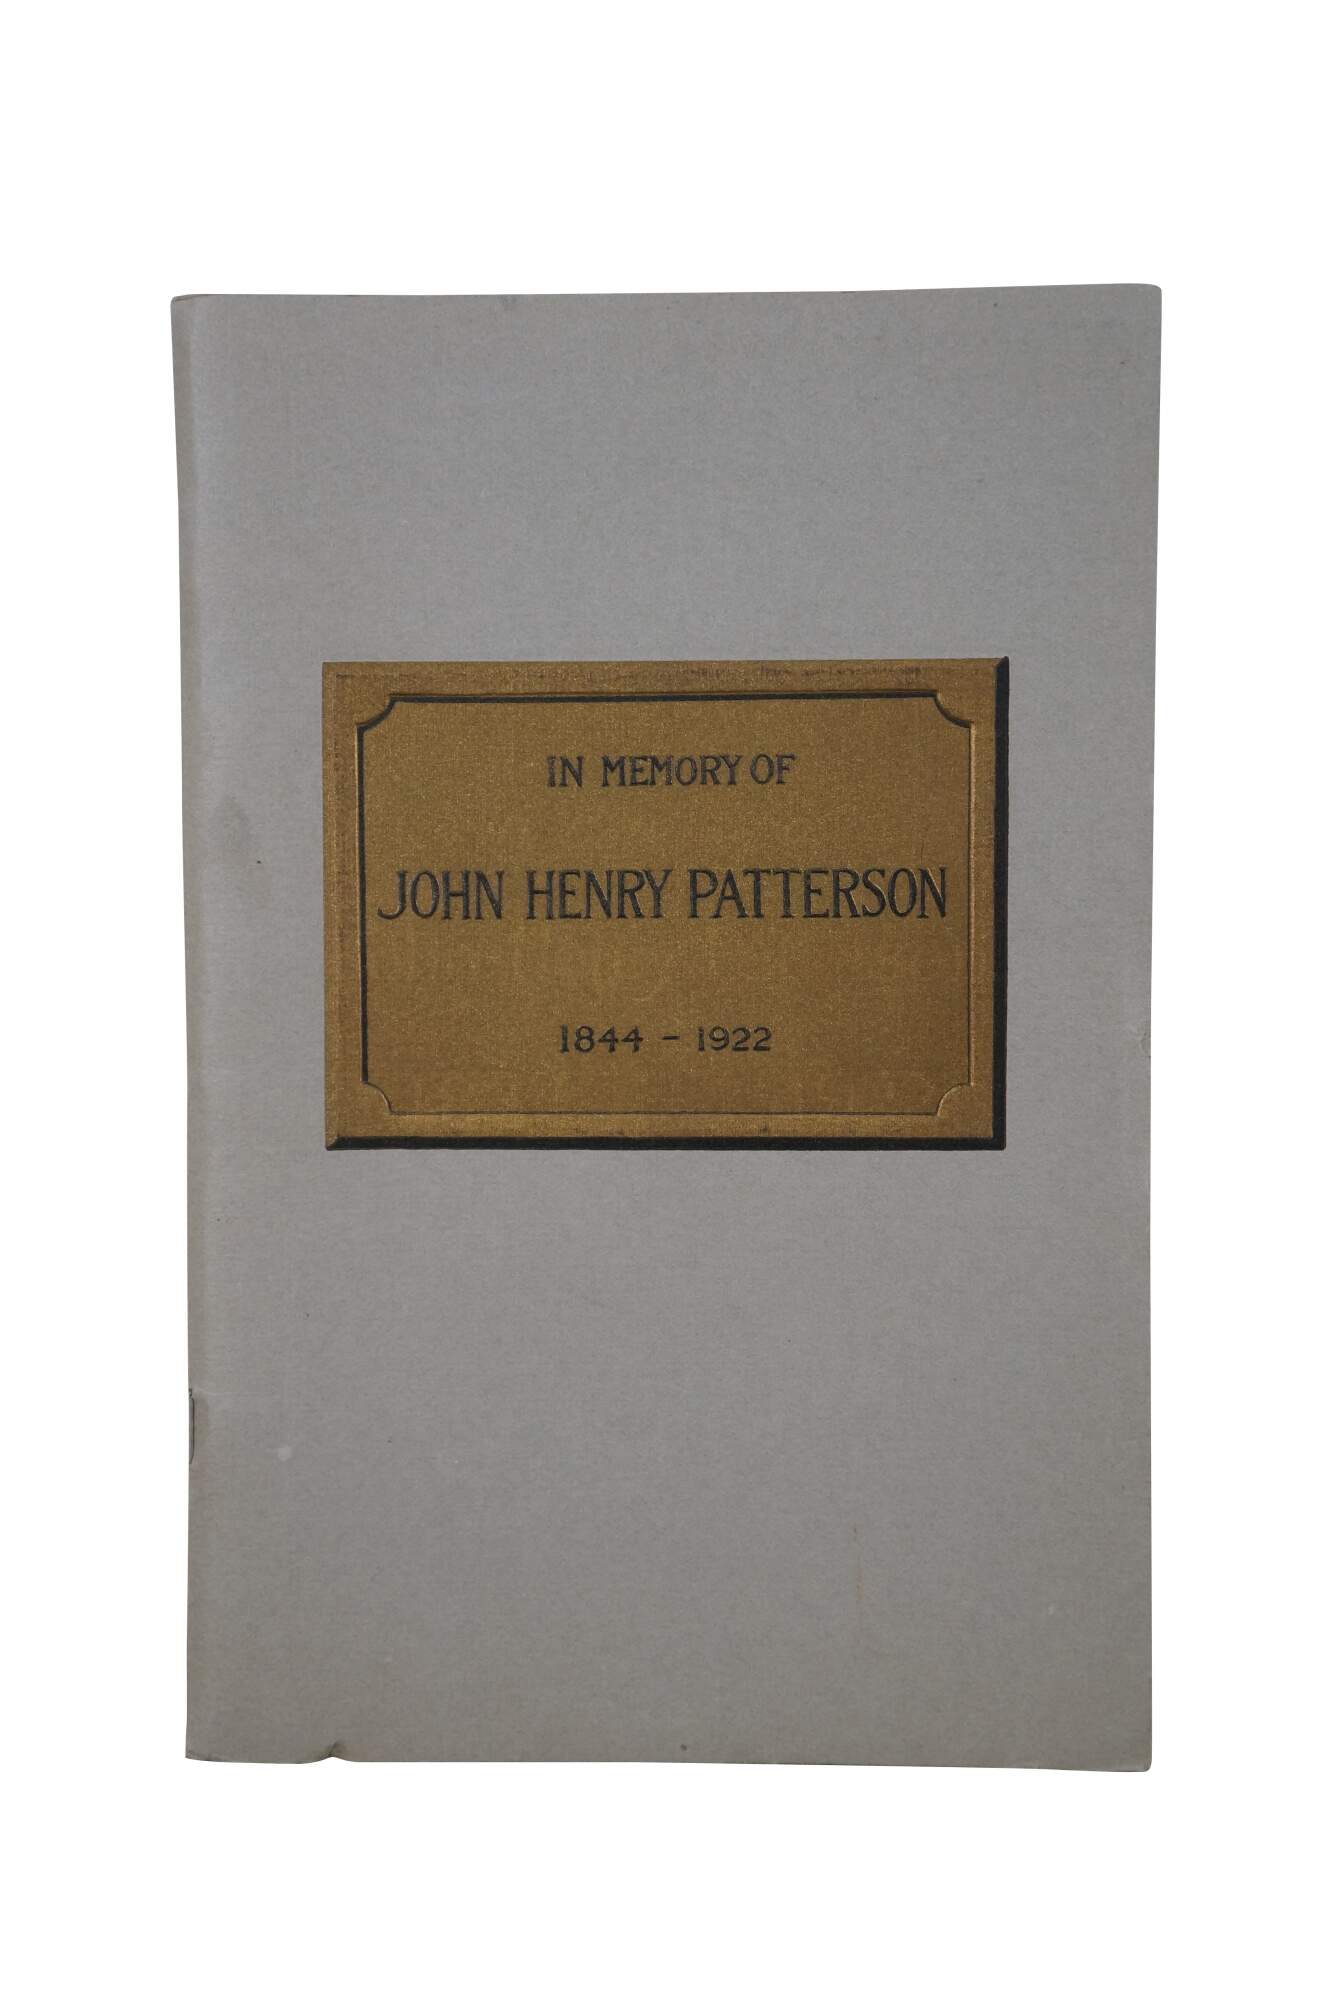 IN MEMORY OF
JOHN HENRY PATTERSON
1844 - 1922